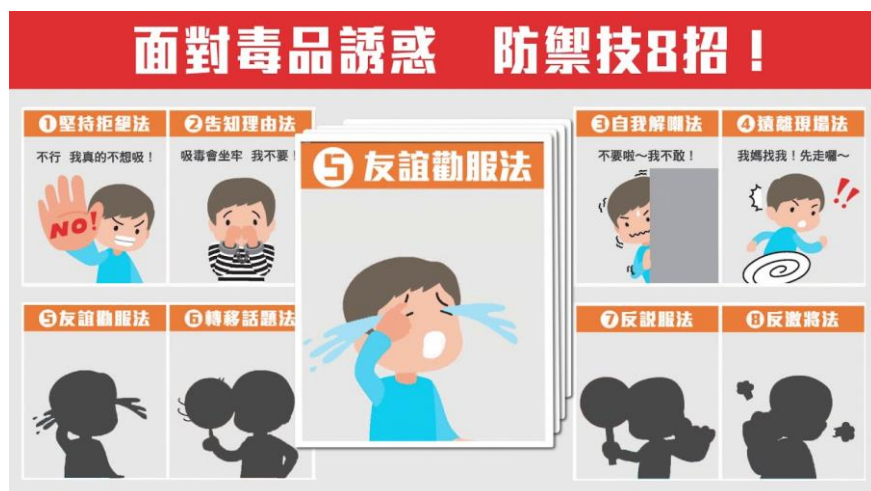 面對毒品誘惑 防禦技8招！
❶堅持拒絕法
不行 我真的不想吸！
NO!
❷告知理由法
吸毒會坐牢 我不要！
❸自我解嘲法
不要啦～我不敢！
❹遠離現場法
我媽找我！先走囉～
❺友誼勸服法
❺友誼勸服法
❻轉移話題法
❼反說服法
❽反激將法